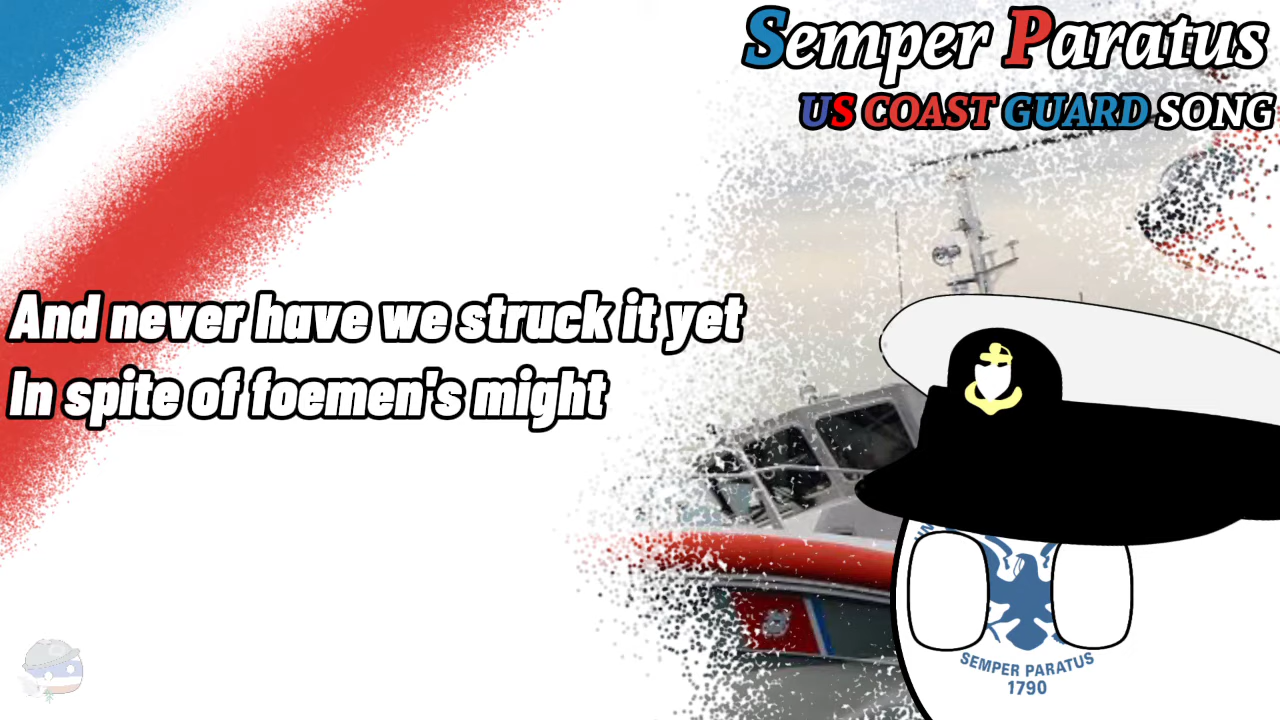 Semper Paratus
US COAST GUARD SONG
And never have we struck it yet
In spite of foemen's might
SEMPER PARATUS
1790